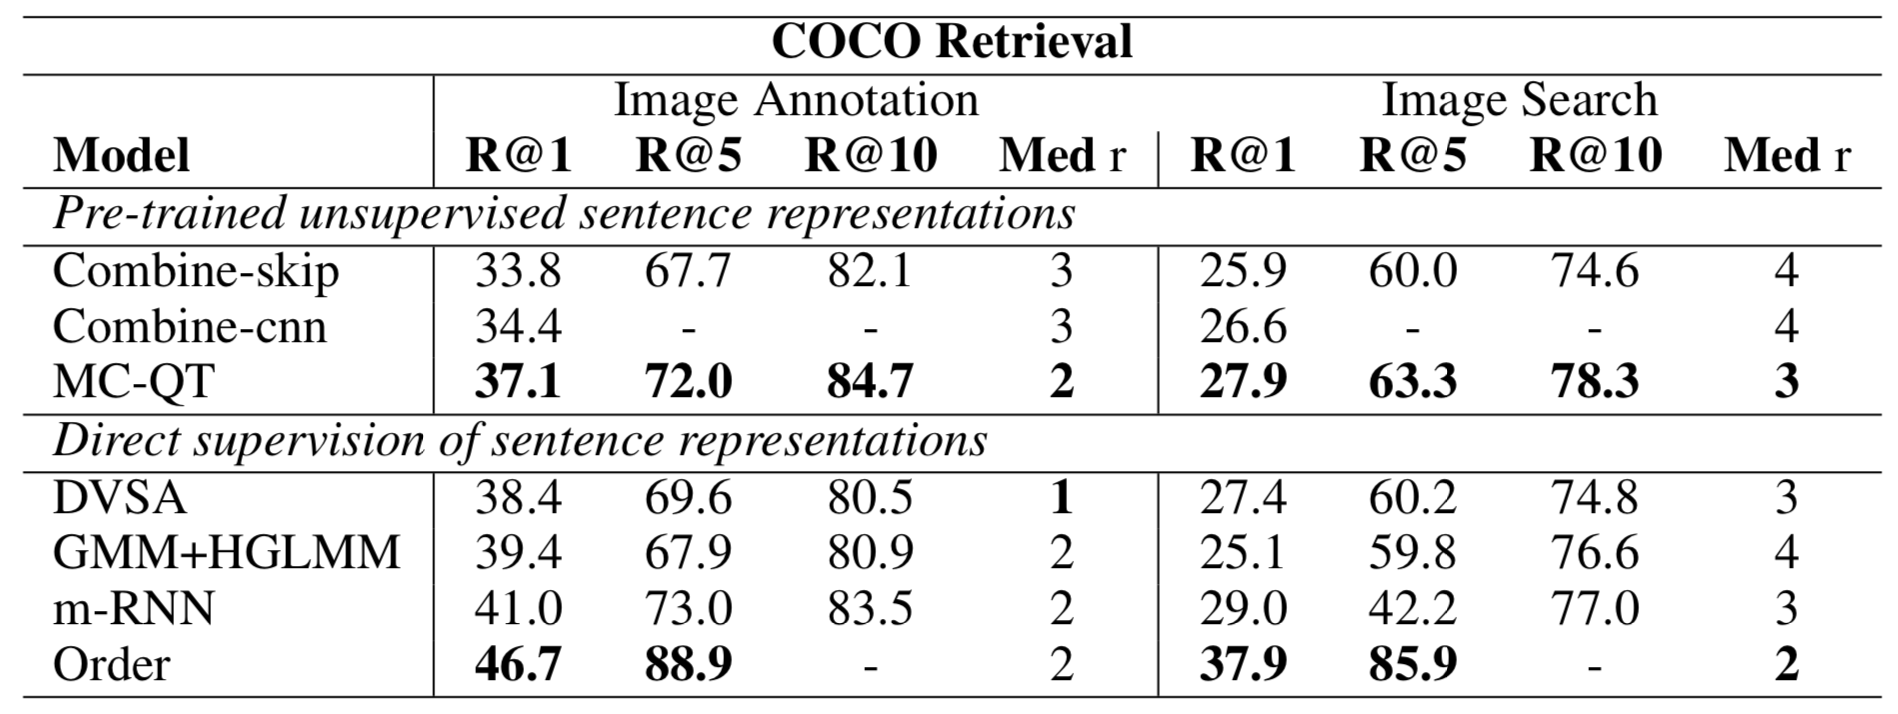 COCO Retrieval
Image Annotation Image Search
Model R@1 R@5 R@10 Med r R@1 R@5 R@10 Med r
Pre-trained unsupervised sentence representations
Combine-skip 33.8 67.7 82.1 3 25.9 60.0 74.6 4
Combine-cnn 34.4 - - 3 26.6 - - 4
MC-QT 37.1 72.0 84.7 2 27.9 63.3 78.3 3
Direct supervision of sentence representations
DVSA 38.4 69.6 80.5 1 27.4 60.2 74.8 3
GMM+HGLMM 39.4 67.9 80.9 2 25.1 59.8 76.6 4
m-RNN 41.0 73.0 83.5 2 29.0 42.2 77.0 3
Order 46.7 88.9 - 2 37.9 85.9 - 2